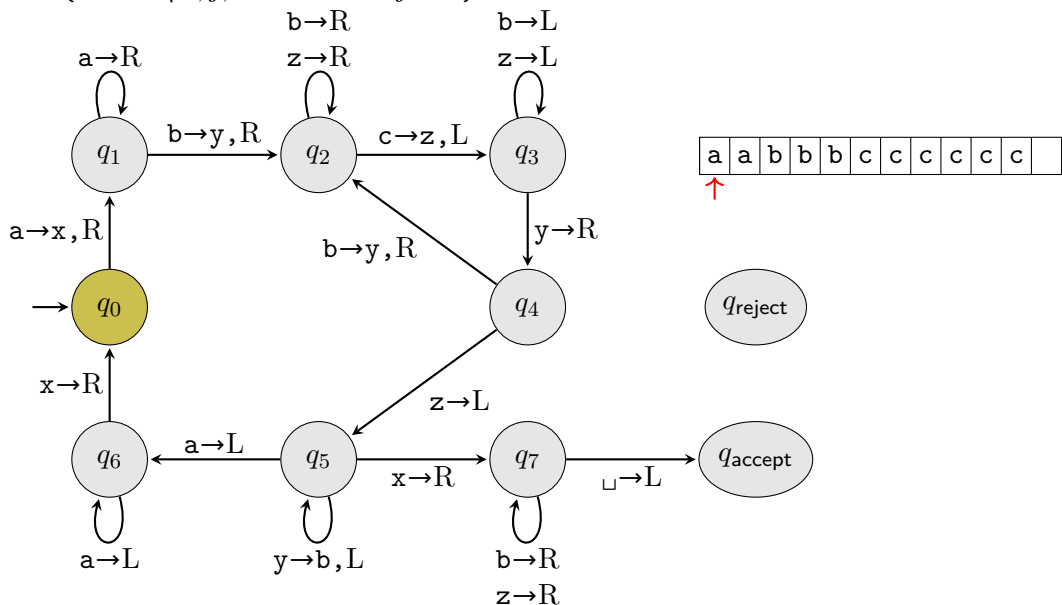 b→R
b→L
a→R
z→R
z→L
q1
b→y,R
q2
c→z,L
q3
a a b b b c c c c c c
a→x,R
b→y,R
y→R
q0
q4
qreject
x→R
z→L
q6
a→L
q5
x→R
q7
␣→L
qaccept
a→L
y→b,L
b→R
z→R